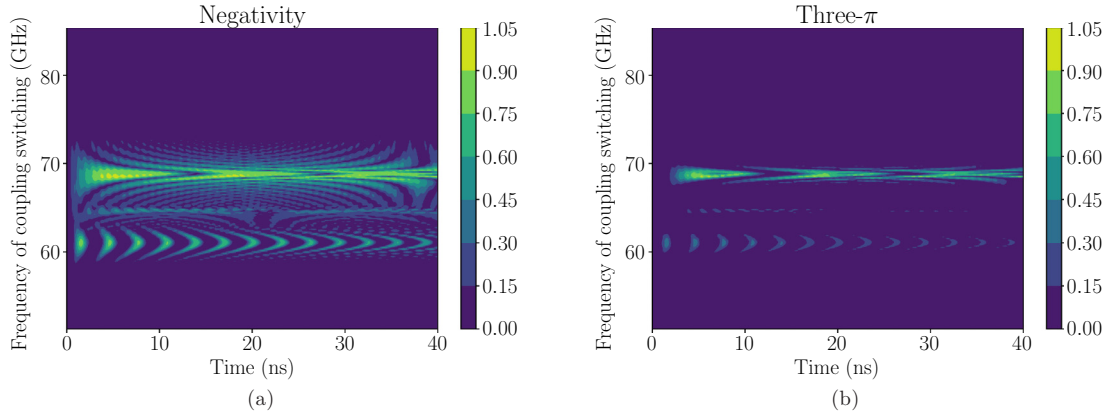 Negativity
Frequency of coupling switching (GHz)
80
70
60
0 10 20 30 40
Time (ns)
1.05
0.90
0.75
0.60
0.45
0.30
0.15
0.00
(a)
Three-π
Frequency of coupling switching (GHz)
80
70
60
0 10 20 30 40
Time (ns)
1.05
0.90
0.75
0.60
0.45
0.30
0.15
0.00
(b)